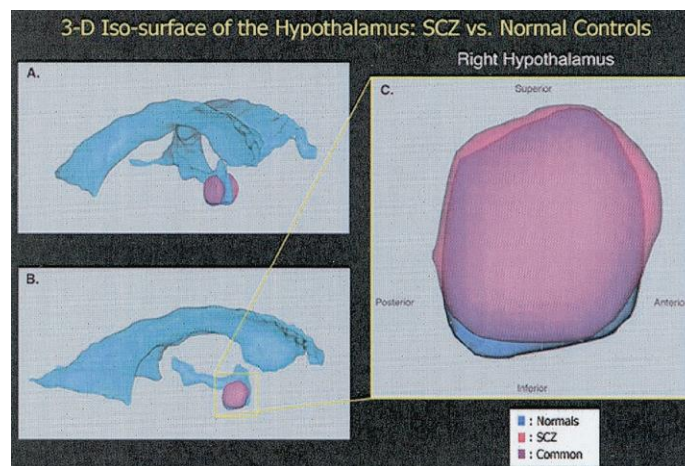 3-D Iso-surface of the Hypothalamus: SCZ vs. Normal Controls
Right Hypothalamus
A.
B.
C.
Superior
Posterior
Anterior
Inferior
: Normals
: SCZ
: Common